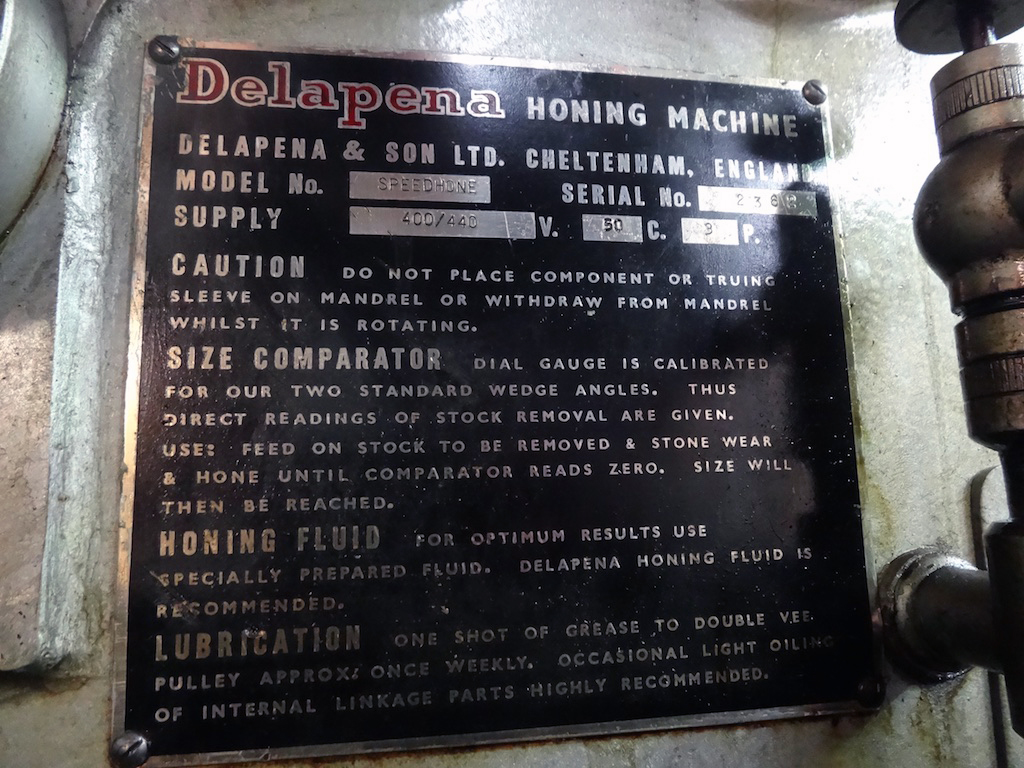 Delapena HONING MACHINE
DELAPENA & SON LTD. CHELTENHAM, ENGLAND
MODEL No. SPEEDHONE SERIAL No.
SUPPLY 400/440 V. 50 C. 3 P.
CAUTION DO NOT PLACE COMPONENT OR TRUING
SLEEVE ON MANDREL OR WITHDRAW FROM MANDREL
WHILST IT IS ROTATING.
SIZE COMPARATOR DIAL GAUGE IS CALIBRATED
FOR OUR TWO STANDARD WEDGE ANGLES. THUS
DIRECT READINGS OF STOCK REMOVAL ARE GIVEN.
USE: FEED ON STOCK TO BE REMOVED & STONE WEAR
& HONE UNTIL COMPARATOR READS ZERO. SIZE WILL
THEN BE REACHED.
HONING FLUID FOR OPTIMUM RESULTS USE
SPECIALLY PREPARED FLUID. DELAPENA HONING FLUID IS
RECOMMENDED.
LUBRICATION ONE SHOT OF GREASE TO DOUBLE VEE
PULLEY APPROX: ONCE WEEKLY. OCCASIONAL LIGHT OILING
OF INTERNAL LINKAGE PARTS HIGHLY RECOMMENDED.